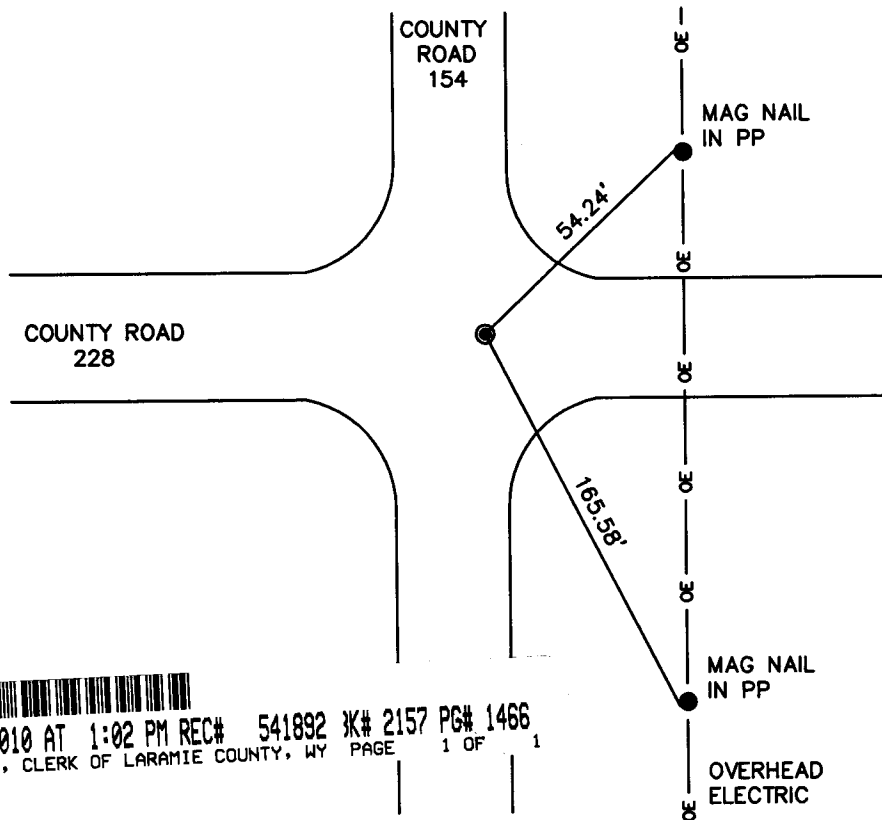 COUNTY
ROAD
154
OE
MAG NAIL
IN PP
54.24'
OE
COUNTY ROAD
228
OE
OE
165.58'
OE
MAG NAIL
IN PP
010 AT 1:02 PM REC# 541892 BK# 2157 PG# 1466
, CLERK OF LARAMIE COUNTY, WY PAGE 1 OF 1
OVERHEAD
ELECTRIC
OE